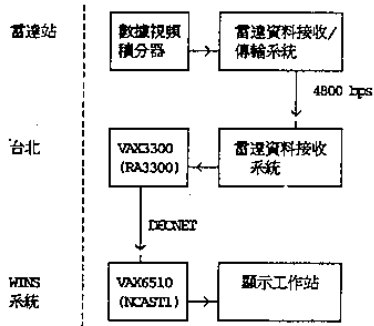 雷達站
數據視頻
積分器
雷達資料接收/
傳輸系統
4800 bps
台北
VAX3300
(RA3300)
雷達資料接收
系統
DECNET
WINS
系統
VAX6510
(NCAST1)
顯示工作站